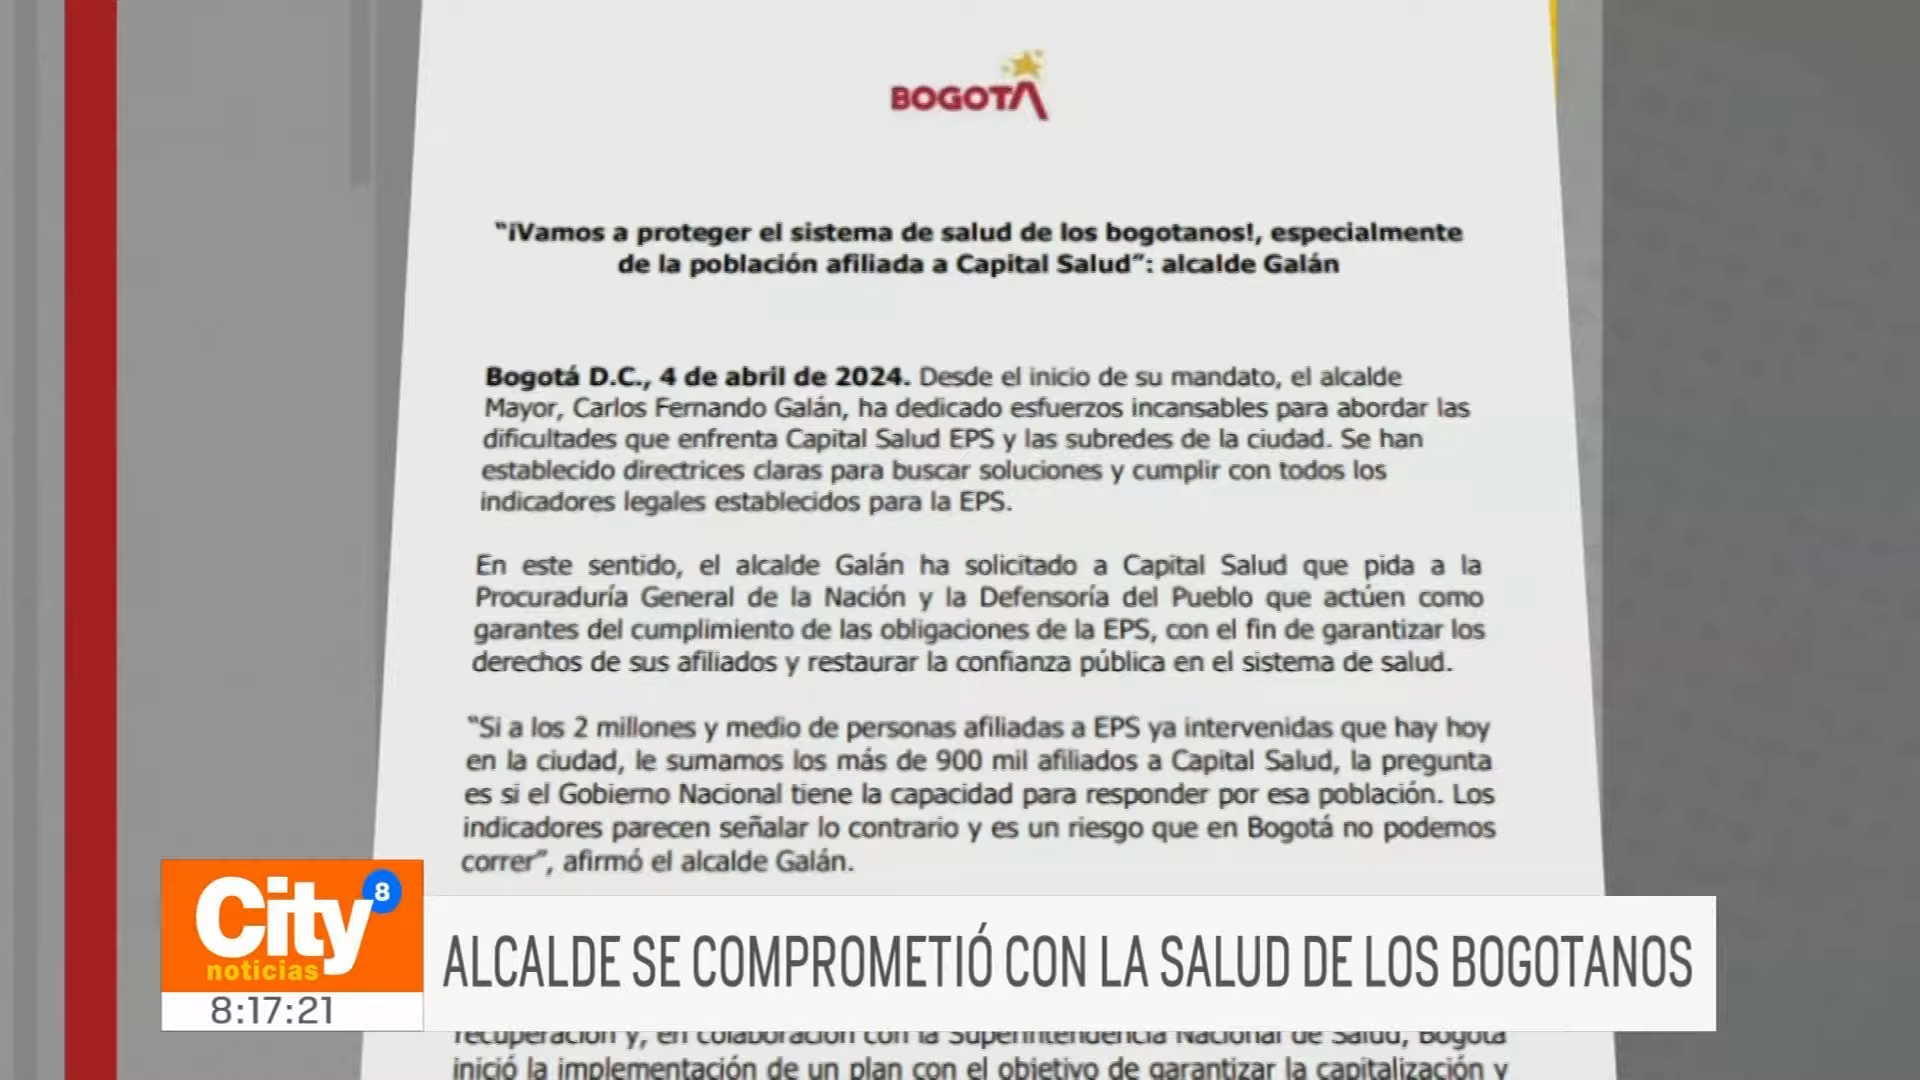 BOGOTÁ
“¡Vamos a proteger el sistema de salud de los bogotanos!, especialmente
de la población afiliada a Capital Salud”: alcalde Galán
Bogotá D.C., 4 de abril de 2024. Desde el inicio de su mandato, el alcalde
Mayor, Carlos Fernando Galán, ha dedicado esfuerzos incansables para abordar las
dificultades que enfrenta Capital Salud EPS y las subredes de la ciudad. Se han
establecido directrices claras para buscar soluciones y cumplir con todos los
indicadores legales establecidos para la EPS.
En este sentido, el alcalde Galán ha solicitado a Capital Salud que pida a la
Procuraduría General de la Nación y la Defensoría del Pueblo que actúen como
garantes del cumplimiento de las obligaciones de la EPS, con el fin de garantizar los
derechos de sus afiliados y restaurar la confianza pública en el sistema de salud.
“Si a los 2 millones y medio de personas afiliadas a EPS ya intervenidas que hay hoy
en la ciudad, le sumamos los más de 900 mil afiliados a Capital Salud, la pregunta
es si el Gobierno Nacional tiene la capacidad para responder por esa población. Los
indicadores parecen señalar lo contrario y es un riesgo que en Bogotá no podemos
correr”, afirmó el alcalde Galán.
City 8
noticias
8:17:21
ALCALDE SE COMPROMETIÓ CON LA SALUD DE LOS BOGOTANOS
recuperación y, en colaboración con la Superintendencia Nacional de Salud, Bogotá
inició la implementación de un plan con el objetivo de garantizar la capitalización y